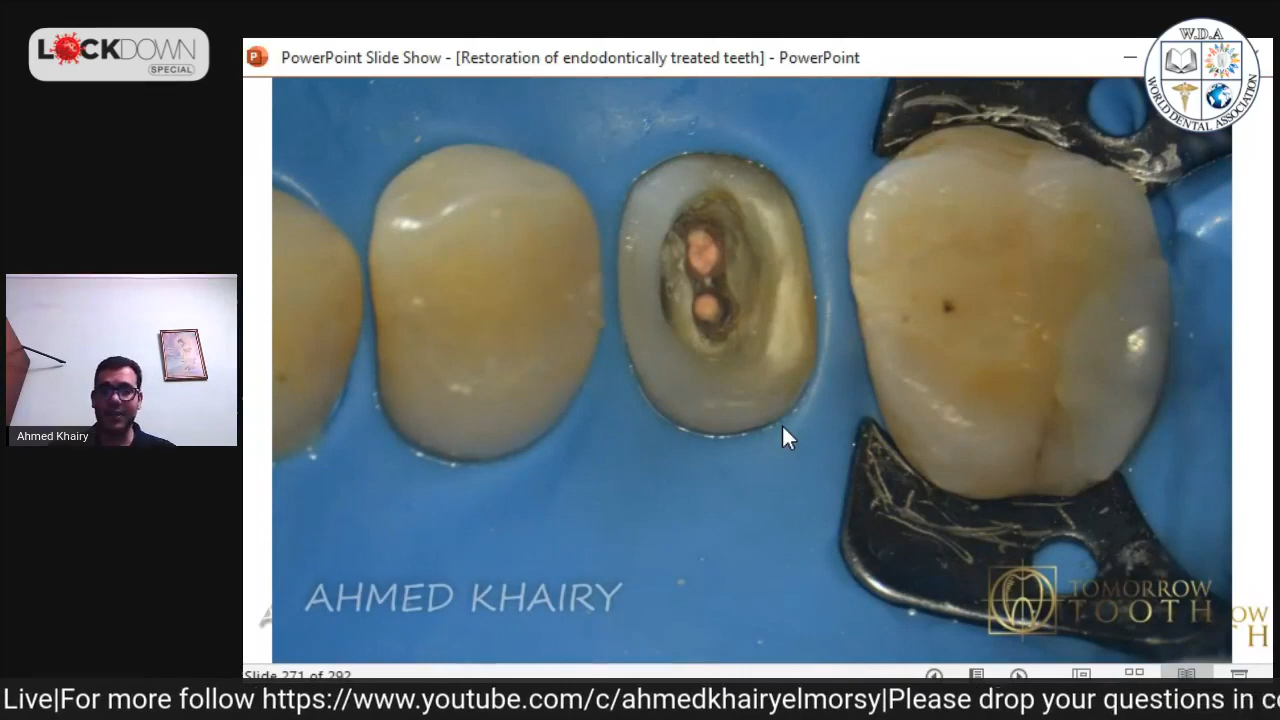 LOCKDOWN
SPECIAL
PowerPoint Slide Show - [Restoration of endodontically treated teeth] - PowerPoint
W.D.A
WORLD DENTAL ASSOCIATION
Ahmed Khairy
AHMED KHAIRY
TOMORROW
TOOTH
OW
H
Slide 271 of 292
Live|For more follow https://www.youtube.com/c/ahmedkhairyelmorsy|Please drop your questions in c